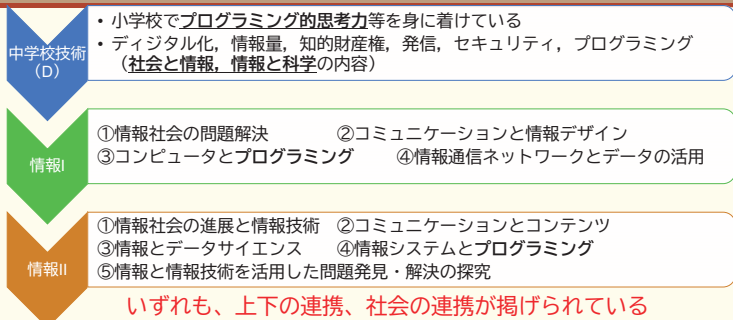 中学校技術
（D）
• 小学校でプログラミング的思考力等を身に着けている
• ディジタル化，情報量，知的財産権，発信，セキュリティ，プログラミング
（社会と情報，情報と科学の内容）
情報I
①情報社会の問題解決　②コミュニケーションと情報デザイン
③コンピュータとプログラミング　④情報通信ネットワークとデータの活用
情報II
①情報社会の進展と情報技術　②コミュニケーションとコンテンツ
③情報とデータサイエンス　④情報システムとプログラミング
⑤情報と情報技術を活用した問題発見・解決の探究
いずれも、上下の連携、社会の連携が掲げられている